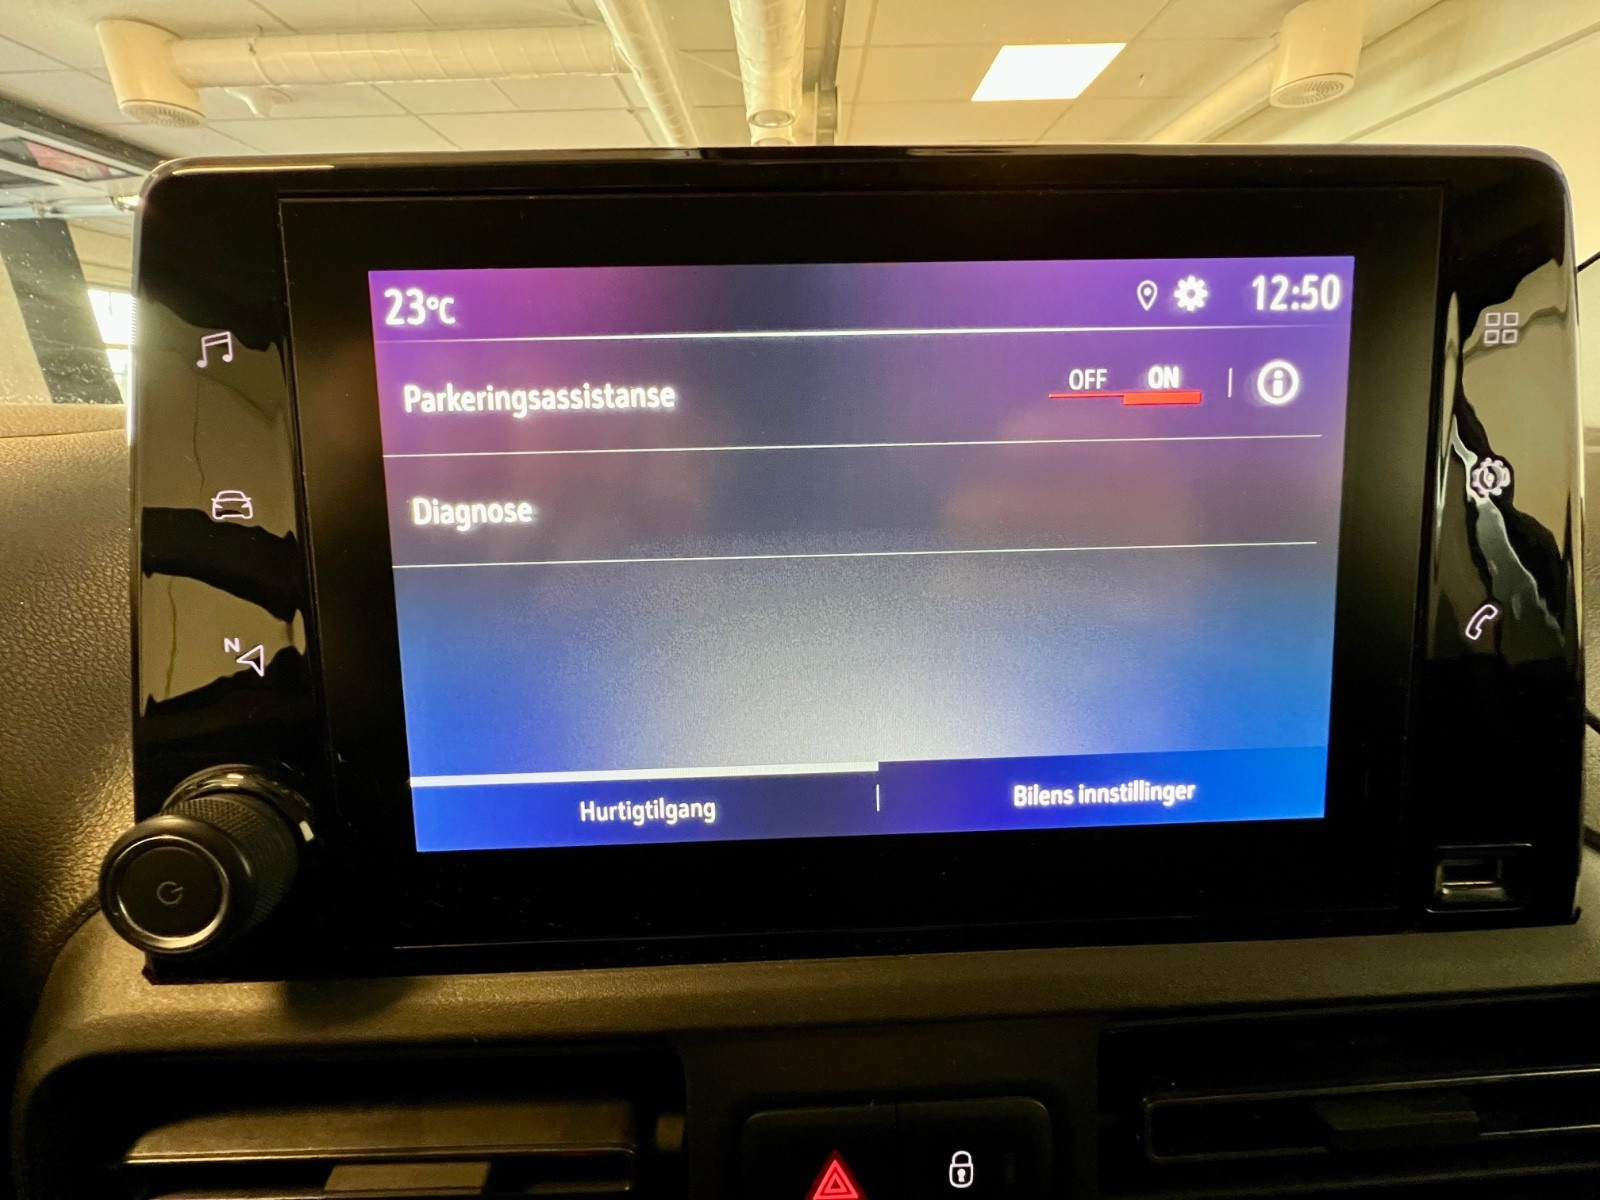 23°C
12:50
Parkeringsassistanse
OFF ON
Diagnose
N
Hurtigtilgang
Bilens innstillinger